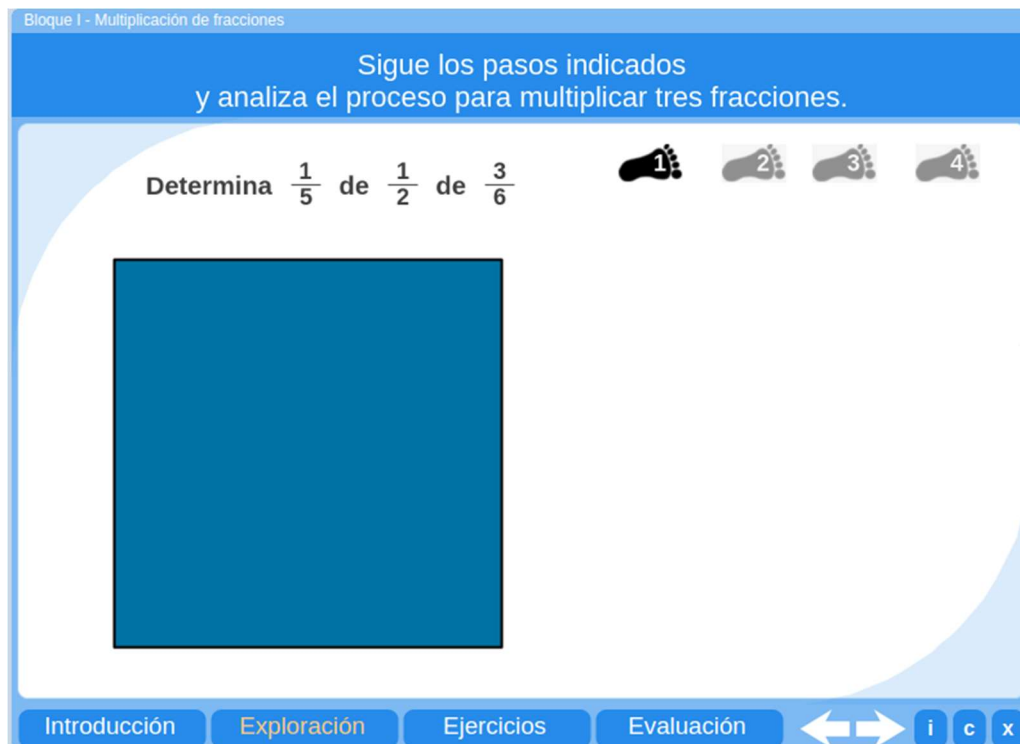 Bloque I - Multiplicación de fracciones
Sigue los pasos indicados
y analiza el proceso para multiplicar tres fracciones.
Determina 1/5 de 1/2 de 3/6
1 2 3 4
Introducción Exploración Ejercicios Evaluación i c x